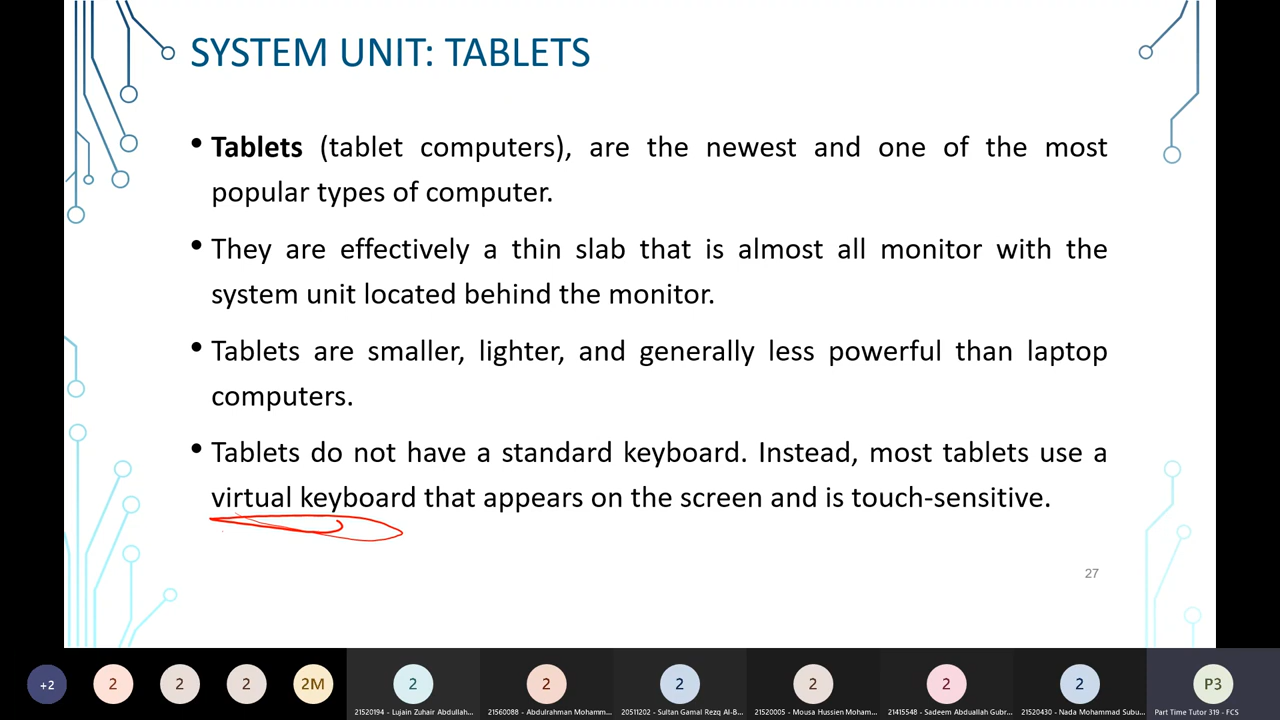 SYSTEM UNIT: TABLETS
• Tablets (tablet computers), are the newest and one of the most
popular types of computer.
• They are effectively a thin slab that is almost all monitor with the
system unit located behind the monitor.
• Tablets are smaller, lighter, and generally less powerful than laptop
computers.
• Tablets do not have a standard keyboard. Instead, most tablets use a
virtual keyboard that appears on the screen and is touch-sensitive.
27
+2 2 2 2 2M 2 2 2 2 2 2 P3
21520194 - Lujain Zuhair Abdullah... 21560088 - Abdulrahman Mohamm... 20511202 - Sultan Gamal Rezq Al-B... 21520005 - Mousa Hussien Moham... 21415548 - Sadeem Abduallah Gubr... 21520430 - Nada Mohammad Subu... Part Time Tutor 319 - FCS